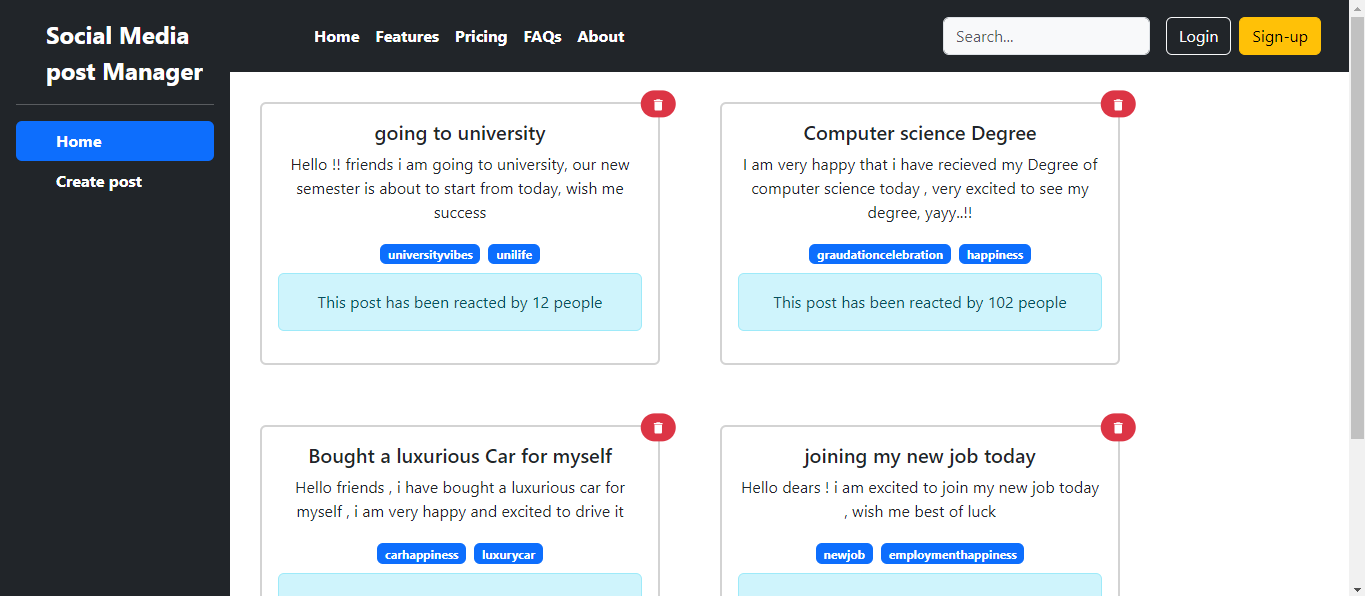 Social Media
post Manager
Home
Create post
Home Features Pricing FAQs About
Search...
Login
Sign-up
going to university
Hello !! friends i am going to university, our new
semester is about to start from today, wish me
success
universityvibes unilife
This post has been reacted by 12 people
Computer science Degree
I am very happy that i have recieved my Degree of
computer science today , very excited to see my
degree, yayy..!!
graudationcelebration happiness
This post has been reacted by 102 people
Bought a luxurious Car for myself
Hello friends , i have bought a luxurious car for
myself , i am very happy and excited to drive it
carhappiness luxurycar
joining my new job today
Hello dears ! i am excited to join my new job today
, wish me best of luck
newjob employmenthappiness